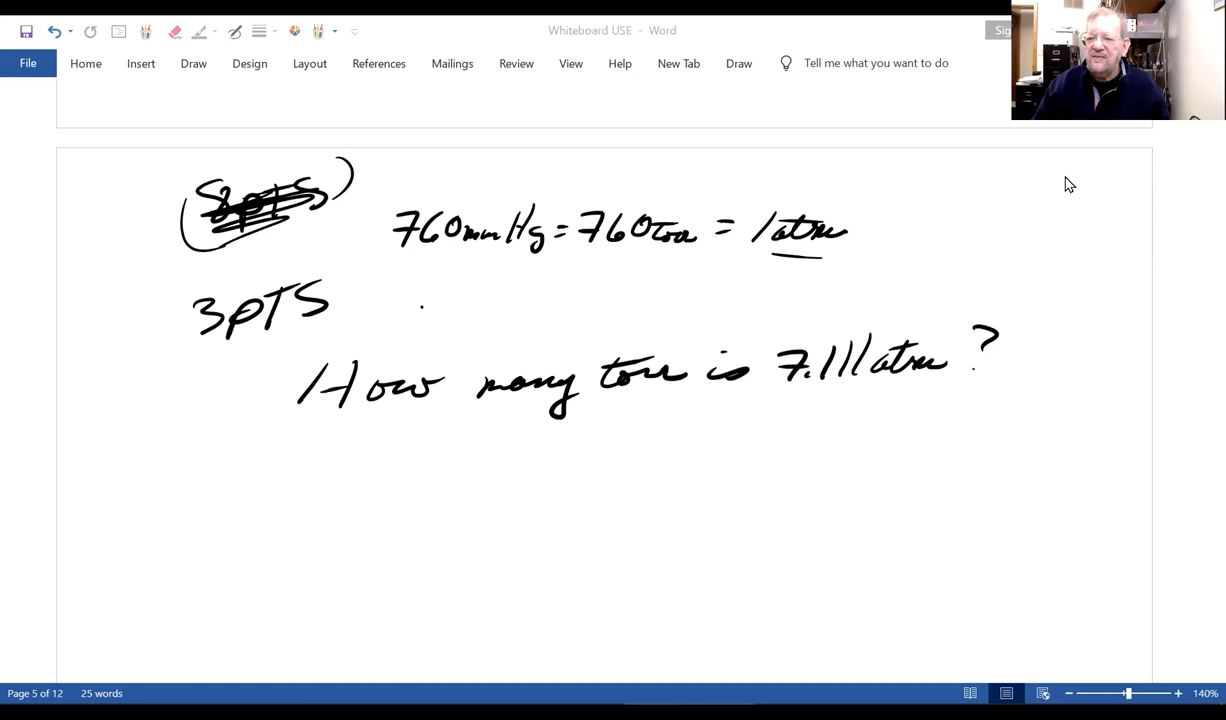 Whiteboard USE - Word
File Home Insert Draw Design Layout References Mailings Review View Help New Tab Draw Tell me what you want to do
760mmHg = 760torr = 1atm
3PTS
How many torr is 7.111atm?
Page 5 of 12 25 words 140%